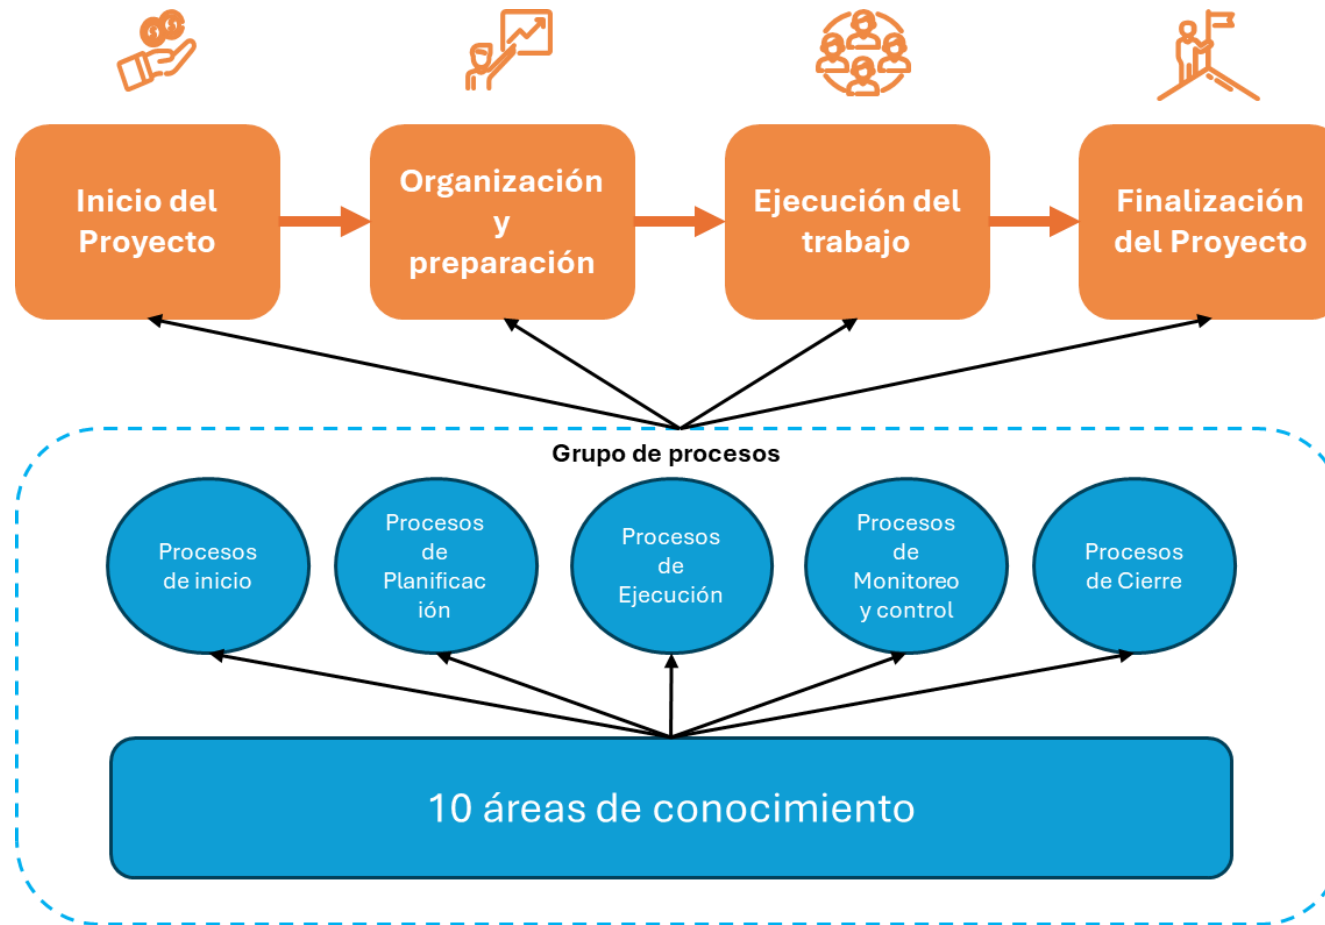 Inicio del
Proyecto
Organización
y
preparación
Ejecución del
trabajo
Finalización
del Proyecto
Grupo de procesos
Procesos
de inicio
Procesos
de
Planificac
ión
Procesos
de
Ejecución
Procesos
de
Monitoreo
y control
Procesos
de Cierre
10 áreas de conocimiento